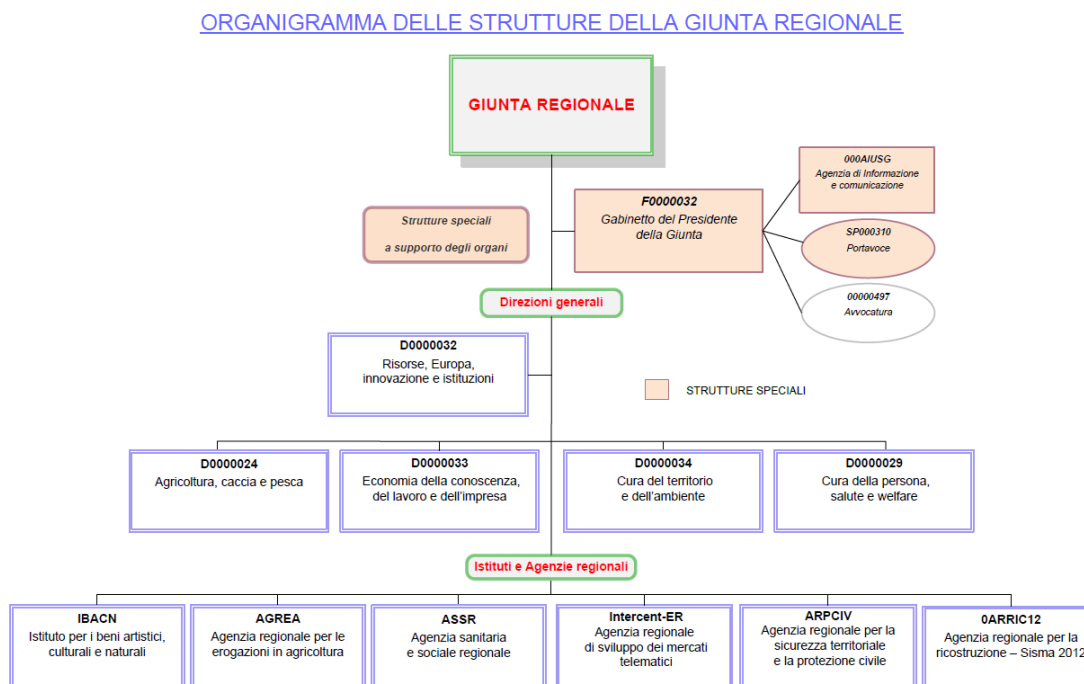 ORGANIGRAMMA DELLE STRUTTURE DELLA GIUNTA REGIONALE
GIUNTA REGIONALE
000AIUSG
Agenzia di Informazione
e comunicazione
F0000032
Gabinetto del Presidente
della Giunta
Strutture speciali
a supporto degli organi
SP000310
Portavoce
00000497
Avvocatura
Direzioni generali
D0000032
Risorse, Europa,
innovazione e istituzioni
STRUTTURE SPECIALI
D0000024
Agricoltura, caccia e pesca
D0000033
Economia della conoscenza,
del lavoro e dell'impresa
D0000034
Cura del territorio
e dell'ambiente
D0000029
Cura della persona,
salute e welfare
Istituti e Agenzie regionali
IBACN
Istituto per i beni artistici,
culturali e naturali
AGREA
Agenzia regionale per le
erogazioni in agricoltura
ASSR
Agenzia sanitaria
e sociale regionale
Intercent-ER
Agenzia regionale
di sviluppo dei mercati
telematici
ARPCIV
Agenzia regionale per la
sicurezza territoriale
e la protezione civile
0ARRIC12
Agenzia regionale per la
ricostruzione – Sisma 2012